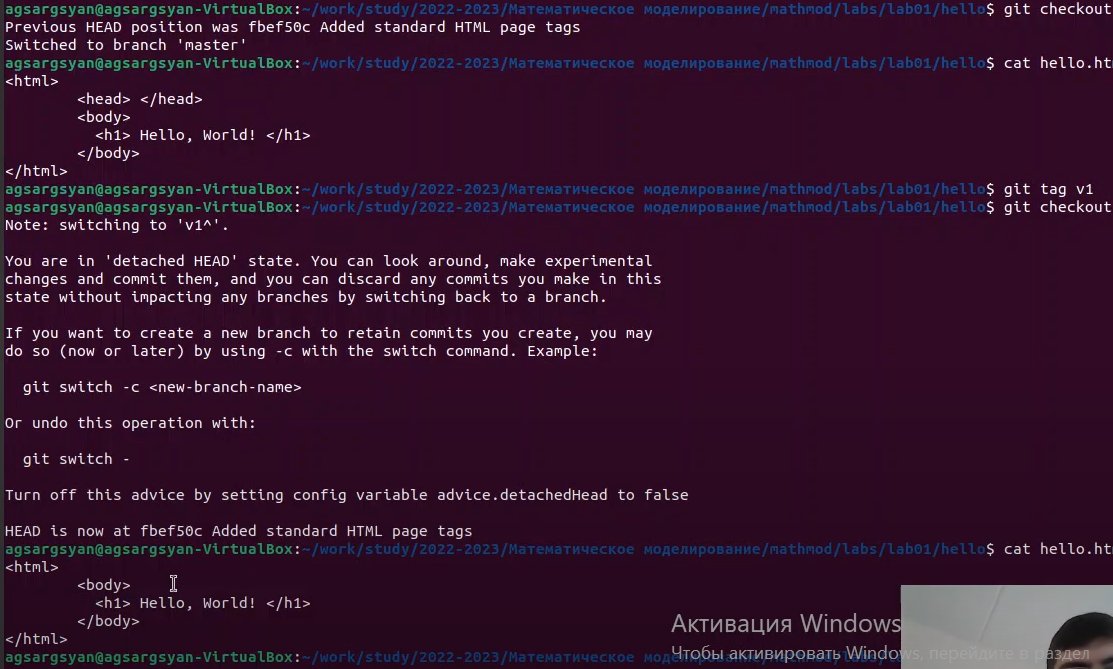 agsargsyan@agsargsyan-VirtualBox:~/work/study/2022-2023/Математическое моделирование/mathmod/labs/lab01/hello$ git checkout
Previous HEAD position was fbef50c Added standard HTML page tags
Switched to branch 'master'
agsargsyan@agsargsyan-VirtualBox:~/work/study/2022-2023/Математическое моделирование/mathmod/labs/lab01/hello$ cat hello.ht
<html>
        <head> </head>
        <body>
          <h1> Hello, World! </h1>
        </body>
</html>
agsargsyan@agsargsyan-VirtualBox:~/work/study/2022-2023/Математическое моделирование/mathmod/labs/lab01/hello$ git tag v1
agsargsyan@agsargsyan-VirtualBox:~/work/study/2022-2023/Математическое моделирование/mathmod/labs/lab01/hello$ git checkout
Note: switching to 'v1^'.

You are in 'detached HEAD' state. You can look around, make experimental
changes and commit them, and you can discard any commits you make in this
state without impacting any branches by switching back to a branch.

If you want to create a new branch to retain commits you create, you may
do so (now or later) by using -c with the switch command. Example:

  git switch -c <new-branch-name>

Or undo this operation with:

  git switch -

Turn off this advice by setting config variable advice.detachedHead to false

HEAD is now at fbef50c Added standard HTML page tags
agsargsyan@agsargsyan-VirtualBox:~/work/study/2022-2023/Математическое моделирование/mathmod/labs/lab01/hello$ cat hello.ht
<html>
        <body>
          <h1> Hello, World! </h1>
        </body>
</html>
agsargsyan@agsargsyan-VirtualBox:~/work/study/2022-2023/Математическое моделирование/mathmod/labs/
Активация Windows
Чтобы активировать Windows, перейдите в раздел